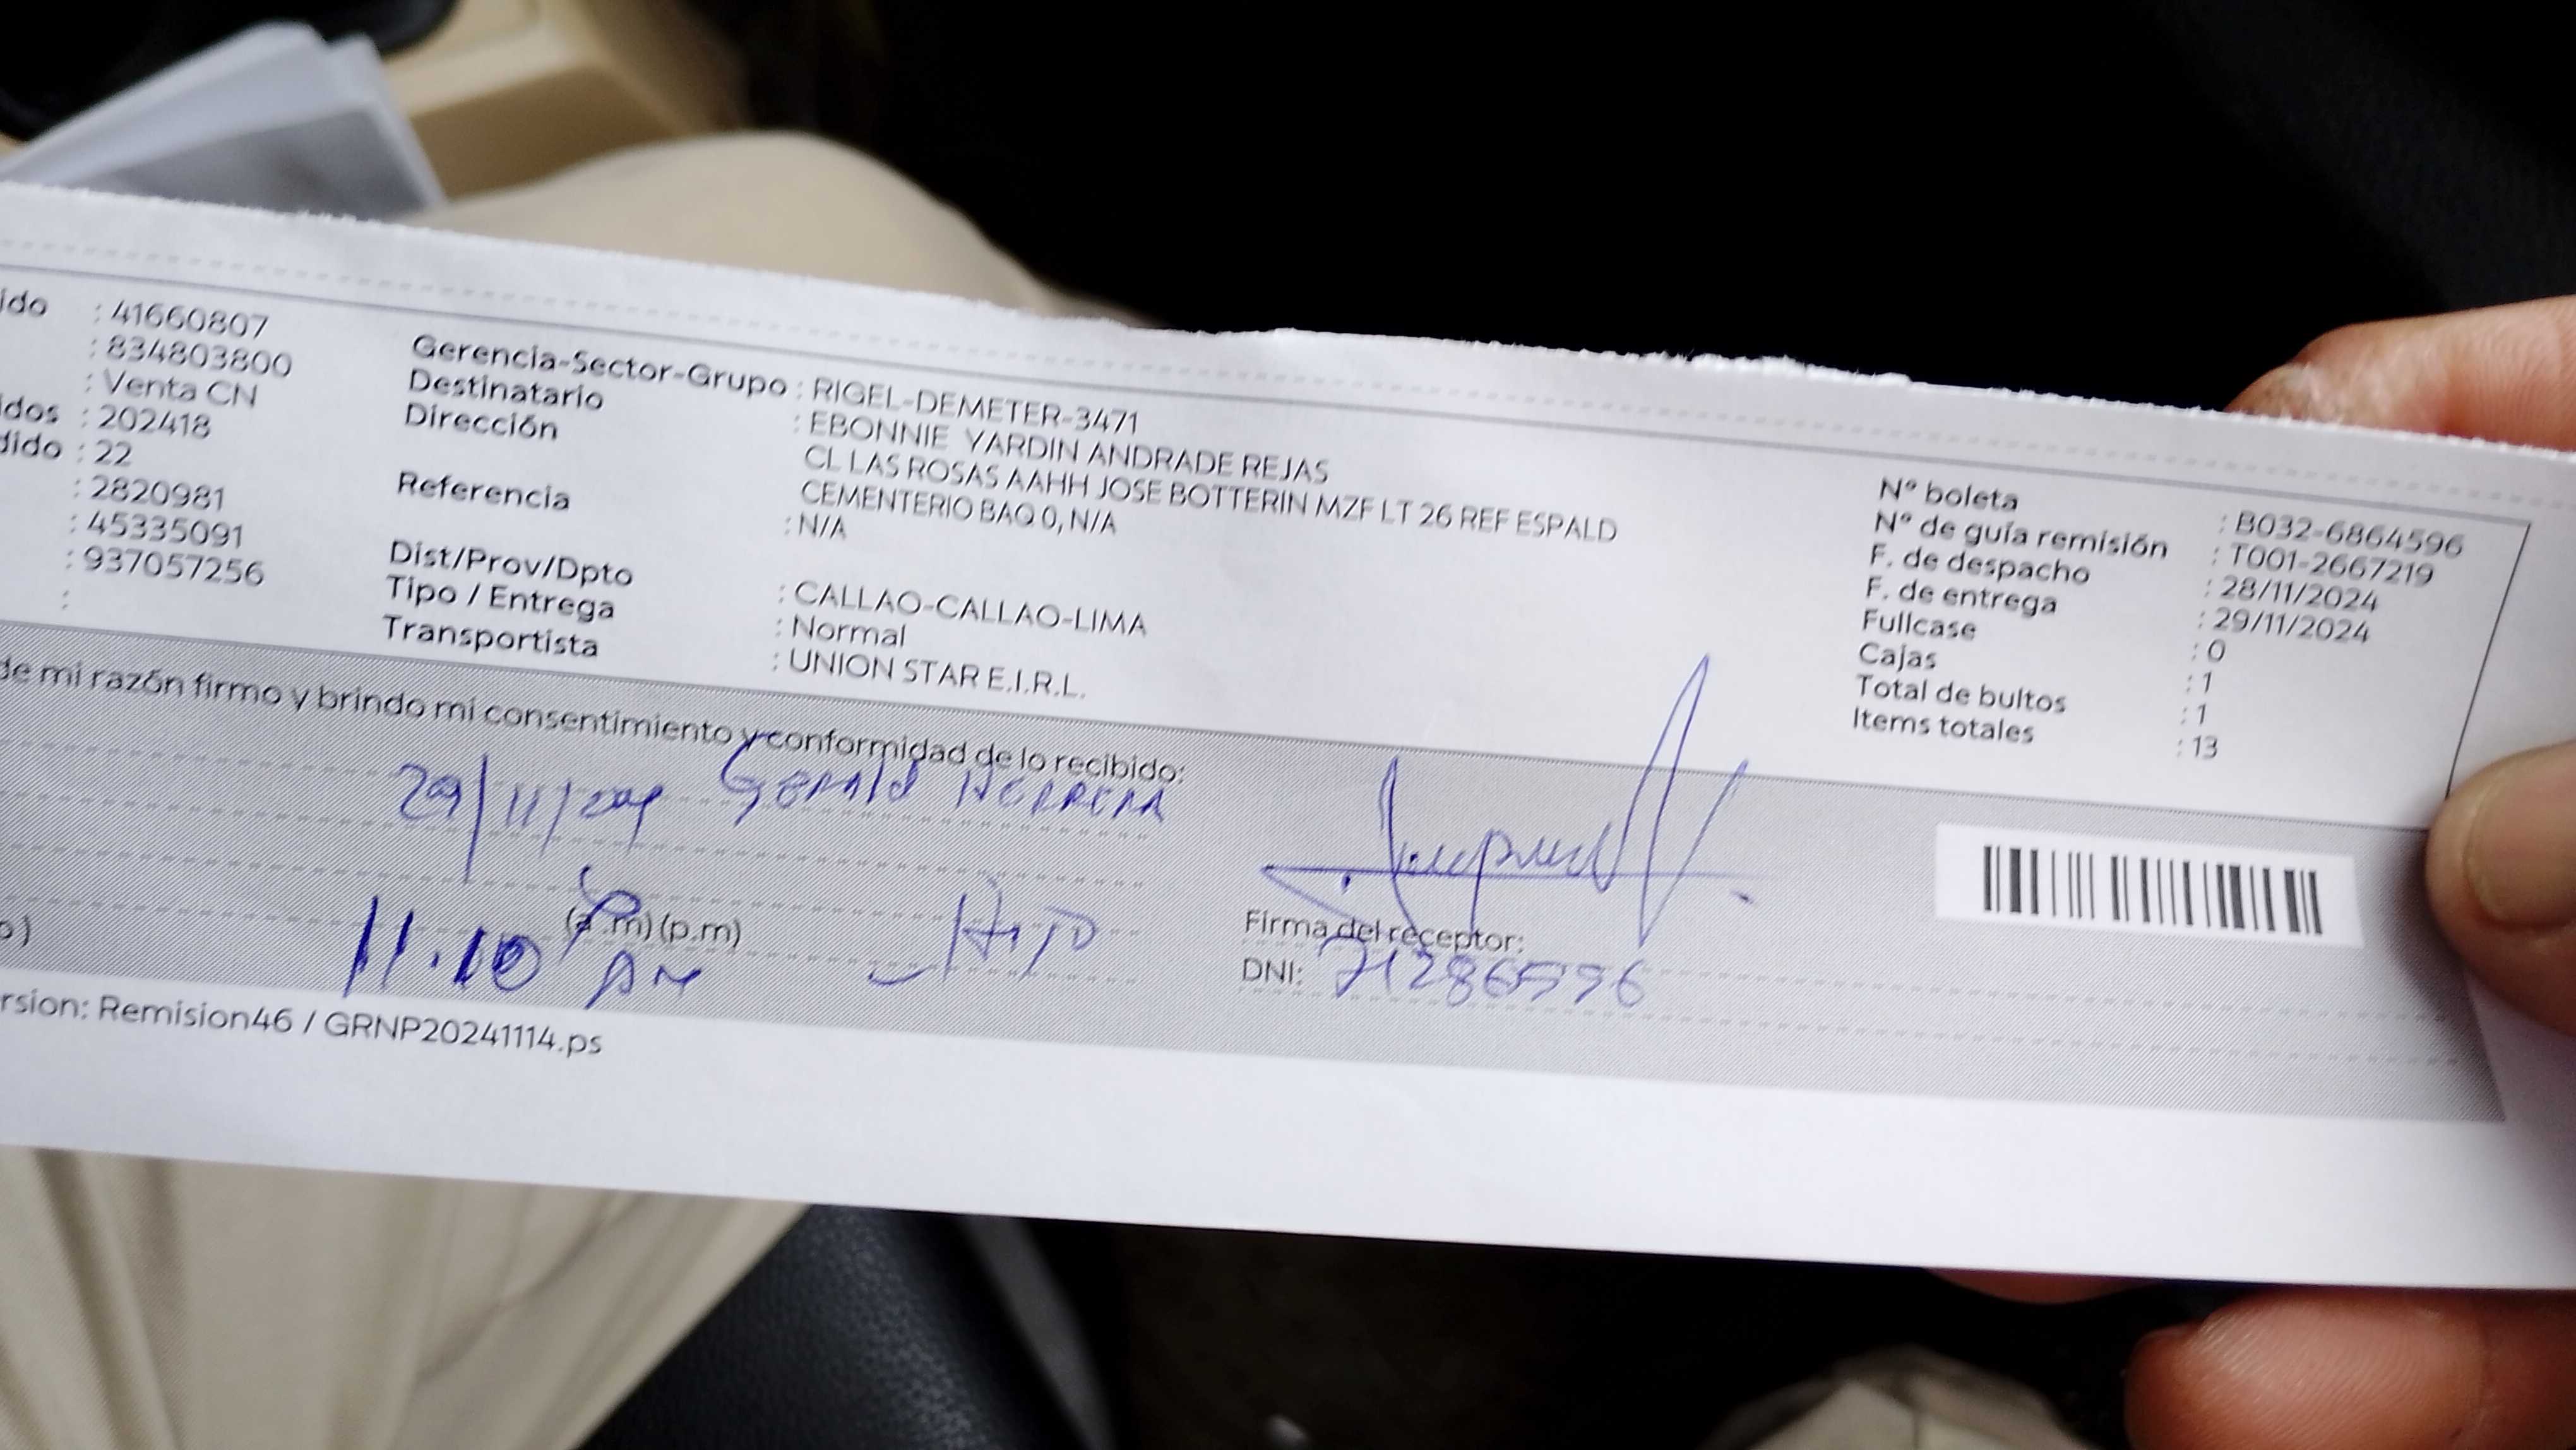 ido : 41660807
: 834803800
: Venta CN
idos : 202418
dido : 22
: 2820981
: 45335091
: 937057256
:
Gerencia-Sector-Grupo : RIGEL-DEMETER-3471
Destinatario : EBONNIE YARDIN ANDRADE REJAS
Dirección CL LAS ROSAS AAHH JOSE BOTTERIN MZF LT 26 REF ESPALD
CEMENTERIO BAQ 0, N/A
Referencia : N/A
Dist/Prov/Dpto : CALLAO-CALLAO-LIMA
Tipo / Entrega : Normal
Transportista : UNION STAR E.I.R.L.
N° boleta : B032-6864596
N° de guía remisión : T001-2667219
F. de despacho : 28/11/2024
F. de entrega : 29/11/2024
Fullcase : 0
Cajas : 1
Total de bultos : 1
Items totales : 13
de mi razón firmo y brindo mi consentimiento y conformidad de lo recibido:
Gerald Herrera
o) (a.m) (p.m)
11.10 AM Hijo
Firma del receptor:
DNI:
rsion: Remision46 / GRNP20241114.ps